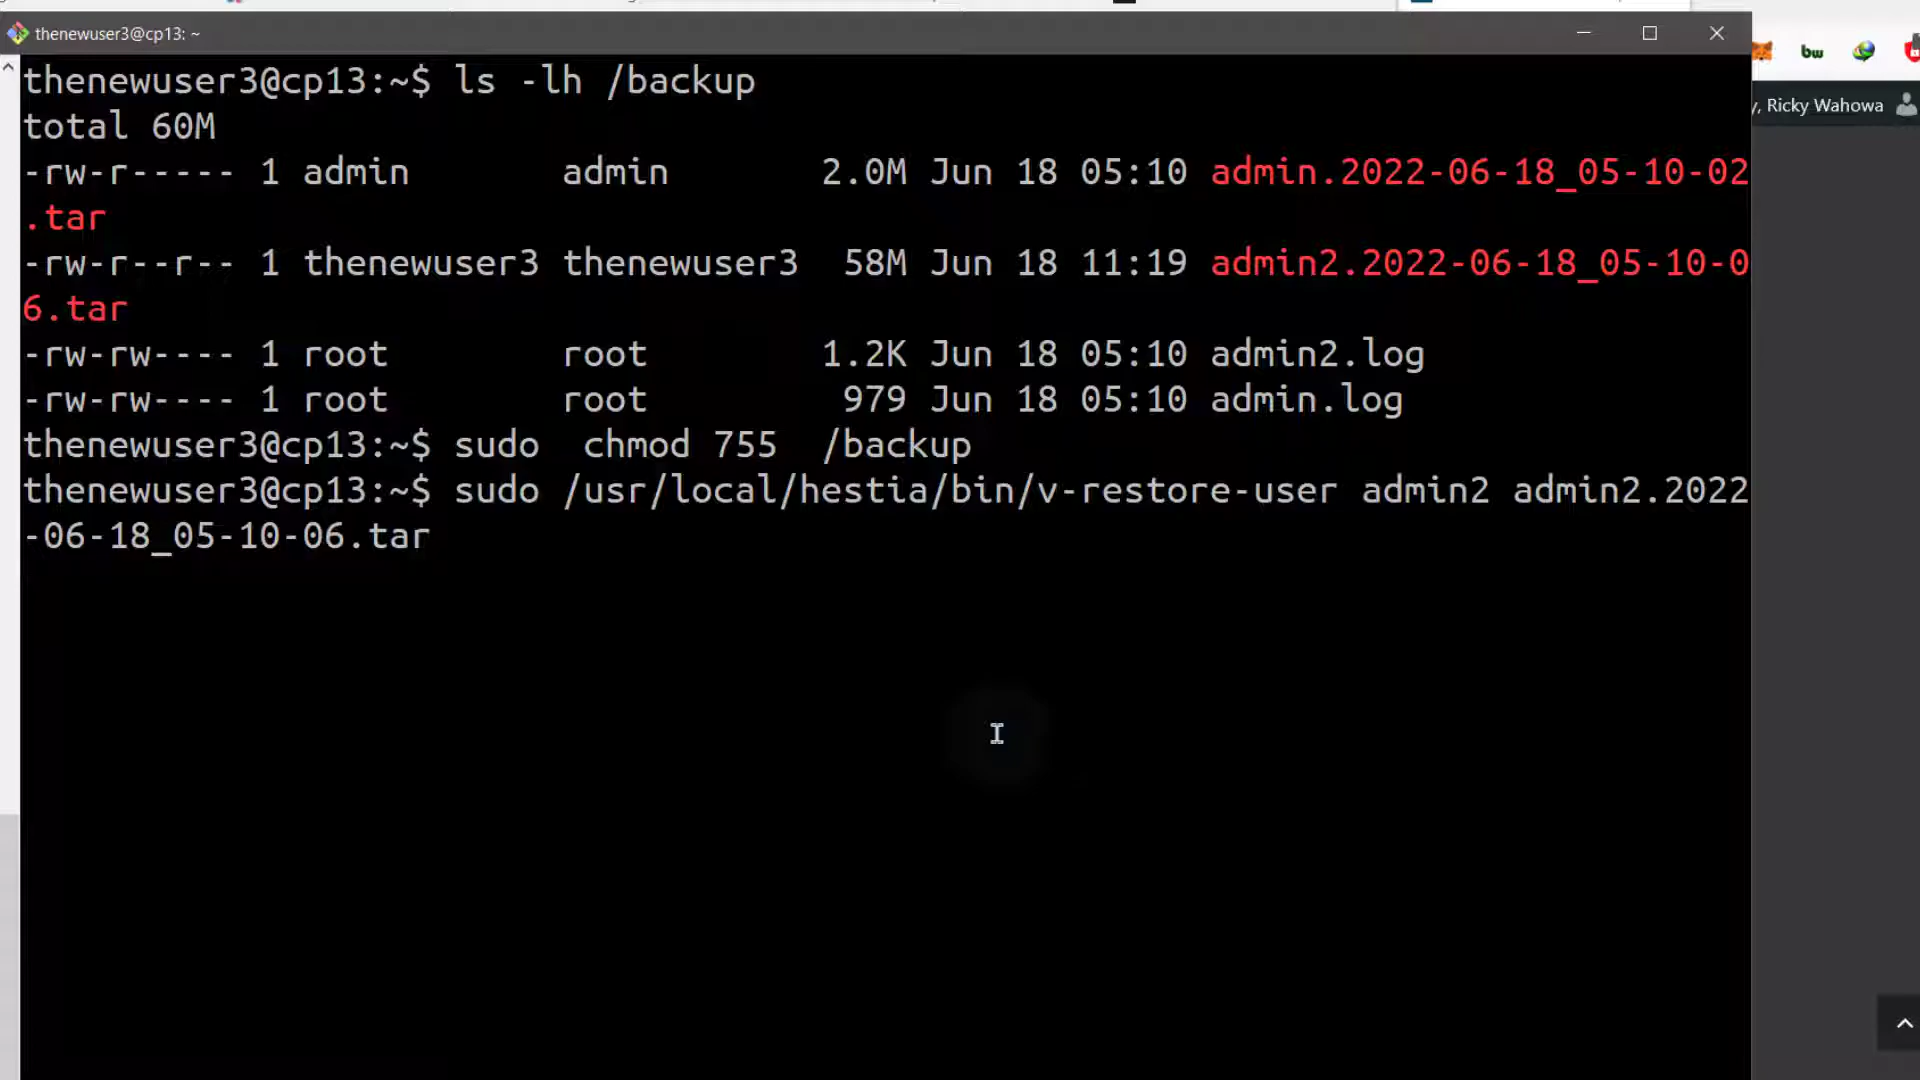 thenewuser3@cp13: ~
bw
, Ricky Wahowa
thenewuser3@cp13:~$ ls -lh /backup
total 60M
-rw-r----- 1 admin admin 2.0M Jun 18 05:10 admin.2022-06-18_05-10-02
.tar
-rw-r--r-- 1 thenewuser3 thenewuser3 58M Jun 18 11:19 admin2.2022-06-18_05-10-0
6.tar
-rw-rw---- 1 root root 1.2K Jun 18 05:10 admin2.log
-rw-rw---- 1 root root 979 Jun 18 05:10 admin.log
thenewuser3@cp13:~$ sudo  chmod 755  /backup
thenewuser3@cp13:~$ sudo /usr/local/hestia/bin/v-restore-user admin2 admin2.2022
-06-18_05-10-06.tar